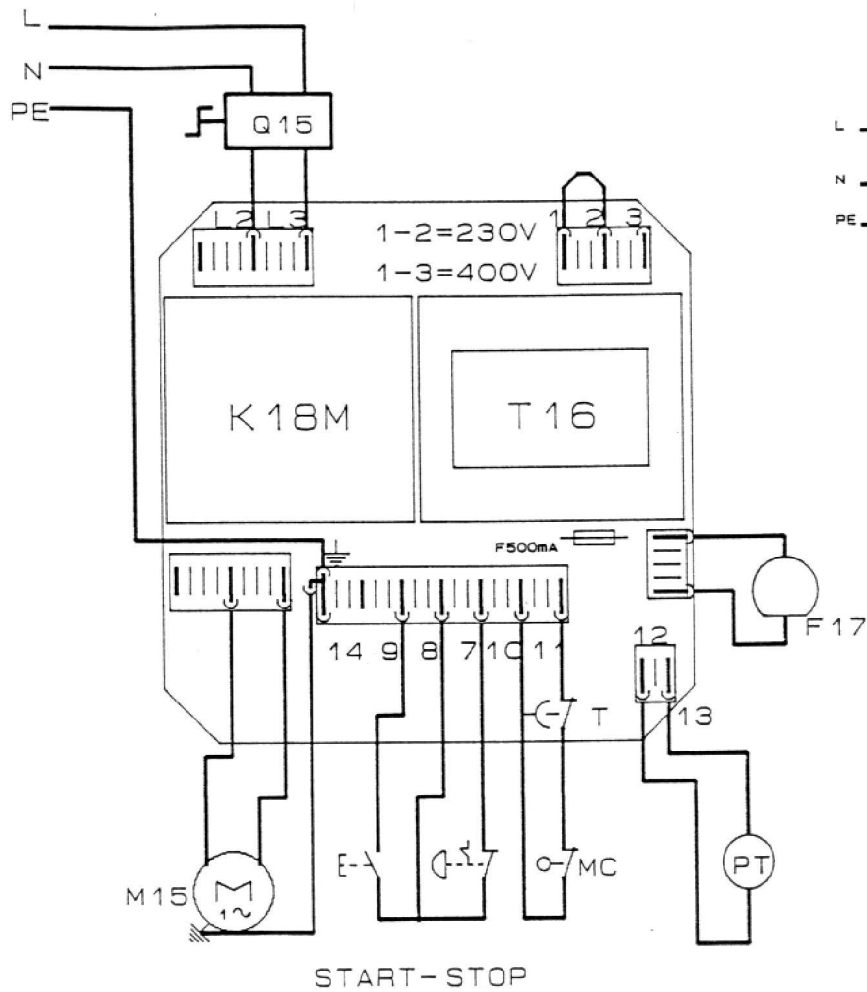 L
N
PE
Q15
L
N
PE
L2 L3
1-2=230V
1-3=400V
1 2 3
K18M
T16
F500mA
F17
14 9 8 7 10 11
12
13
T
MC
PT
M15
M
1~
START-STOP